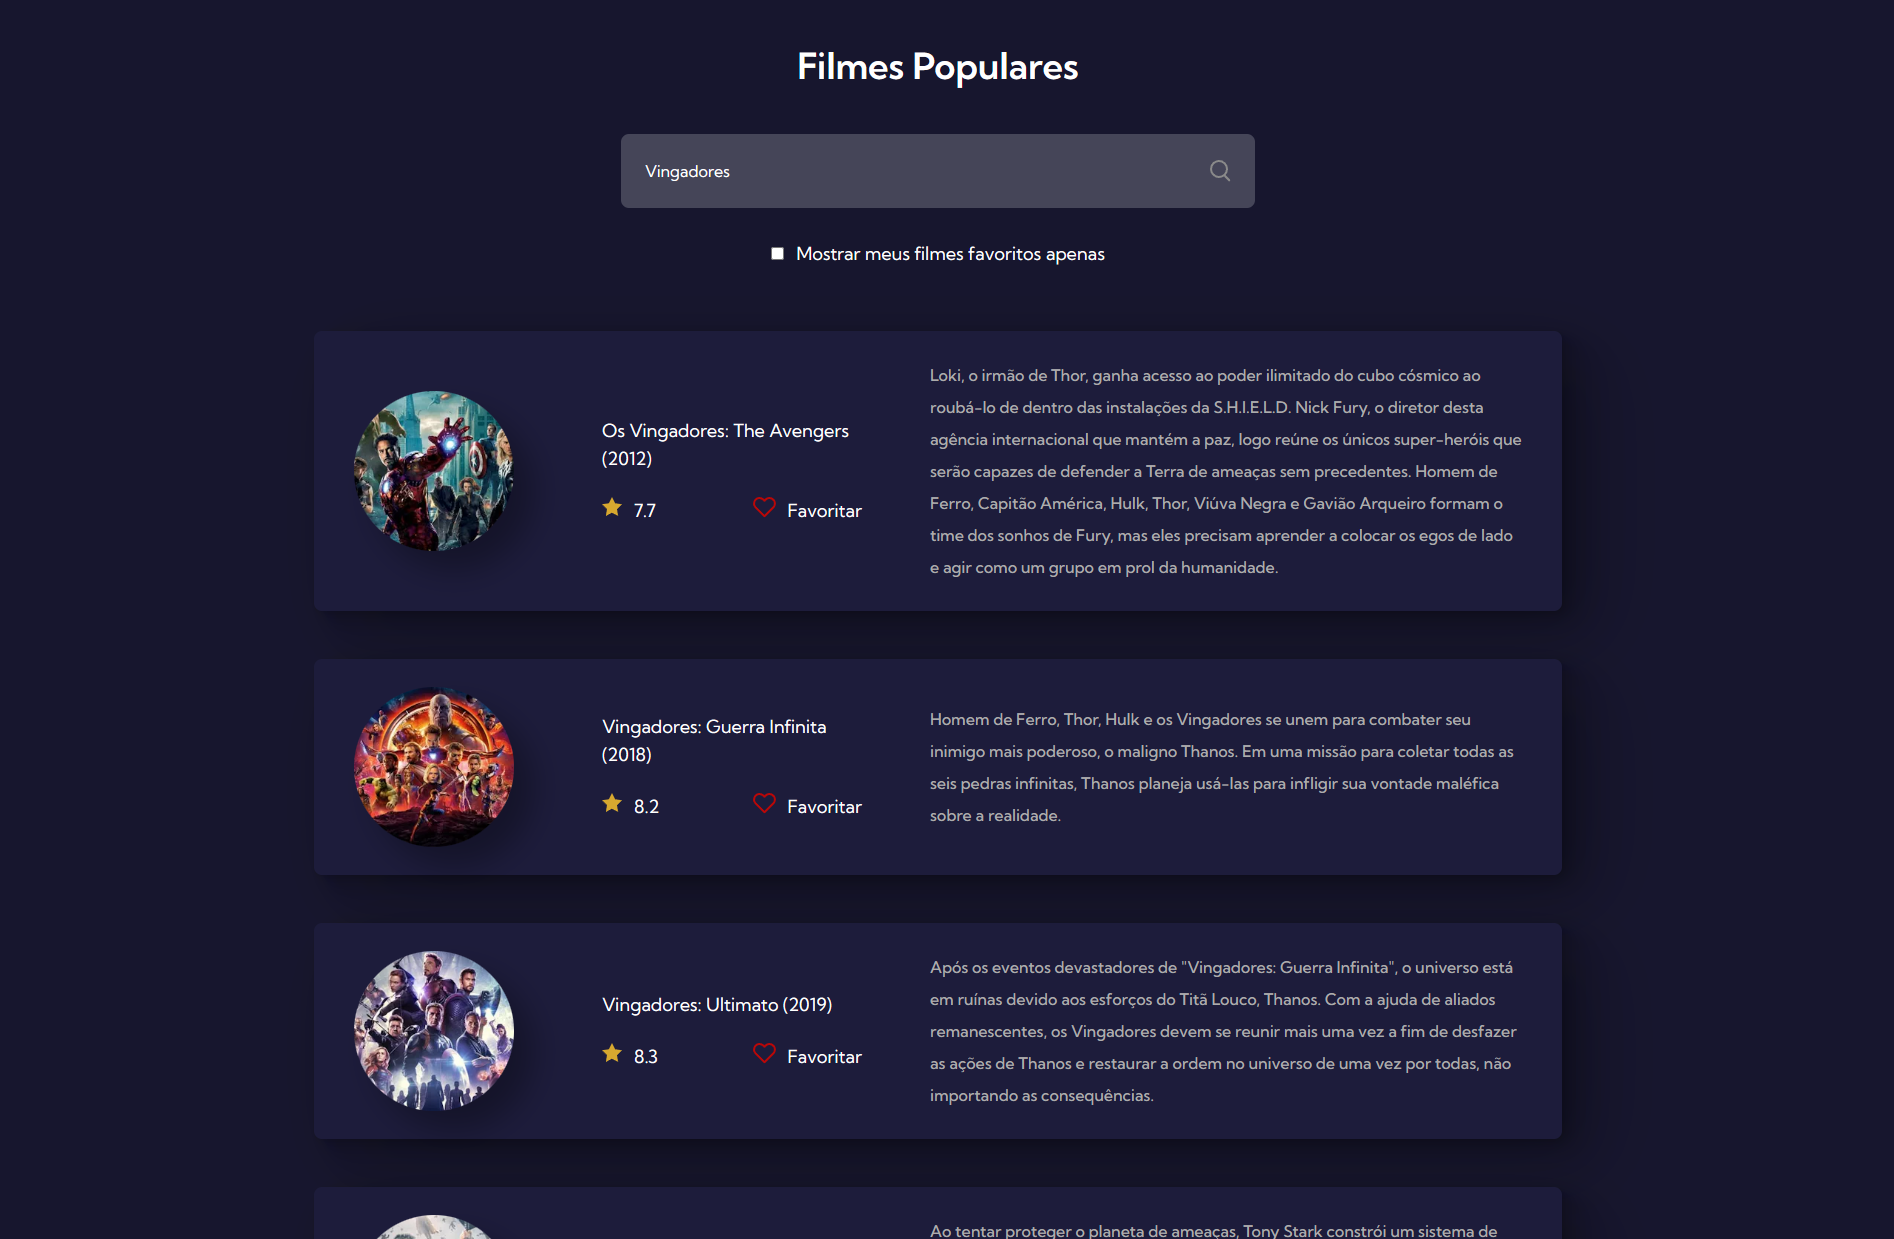 Filmes Populares
Vingadores
Mostrar meus filmes favoritos apenas
Os Vingadores: The Avengers
(2012)
7.7
Favoritar
Loki, o irmão de Thor, ganha acesso ao poder ilimitado do cubo cósmico ao
roubá-lo de dentro das instalações da S.H.I.E.L.D. Nick Fury, o diretor desta
agência internacional que mantém a paz, logo reúne os únicos super-heróis que
serão capazes de defender a Terra de ameaças sem precedentes. Homem de
Ferro, Capitão América, Hulk, Thor, Viúva Negra e Gavião Arqueiro formam o
time dos sonhos de Fury, mas eles precisam aprender a colocar os egos de lado
e agir como um grupo em prol da humanidade.
Vingadores: Guerra Infinita
(2018)
8.2
Favoritar
Homem de Ferro, Thor, Hulk e os Vingadores se unem para combater seu
inimigo mais poderoso, o maligno Thanos. Em uma missão para coletar todas as
seis pedras infinitas, Thanos planeja usá-las para infligir sua vontade maléfica
sobre a realidade.
Vingadores: Ultimato (2019)
8.3
Favoritar
Após os eventos devastadores de "Vingadores: Guerra Infinita", o universo está
em ruínas devido aos esforços do Titã Louco, Thanos. Com a ajuda de aliados
remanescentes, os Vingadores devem se reunir mais uma vez a fim de desfazer
as ações de Thanos e restaurar a ordem no universo de uma vez por todas, não
importando as consequências.
Ao tentar proteger o planeta de ameaças, Tony Stark constrói um sistema de